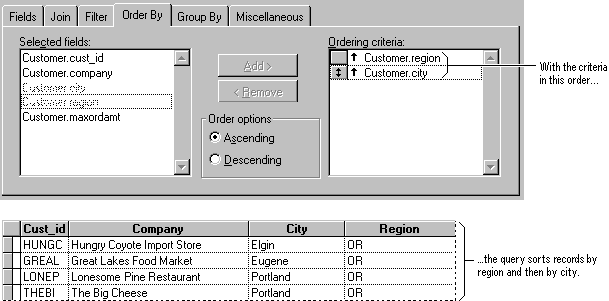 Fields Join Filter Order By Group By Miscellaneous
Selected fields:
Customer.cust_id
Customer.company
Customer.city
Customer.region
Customer.maxordamt
Add >
< Remove
Order options
Ascending
Descending
Ordering criteria:
Customer.region
Customer.city
With the criteria
in this order...
Cust_id Company City Region
HUNGC Hungry Coyote Import Store Elgin OR
GREAL Great Lakes Food Market Eugene OR
LONEP Lonesome Pine Restaurant Portland OR
THEBI The Big Cheese Portland OR
...the query sorts records by
region and then by city.